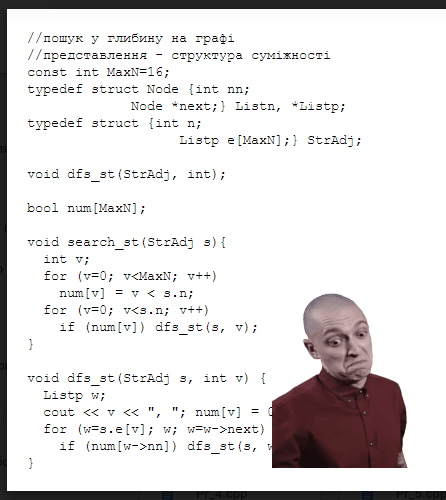 //пошук у глибину на графі
//представлення – структура суміжності
const int MaxN=16;
typedef struct Node {int nn;
Node *next;} Listn, *Listp;
typedef struct {int n;
Listp e[MaxN];} StrAdj;
void dfs_st(StrAdj, int);
bool num[MaxN];
void search_st(StrAdj s){
int v;
for (v=0; v<MaxN; v++)
num[v] = v < s.n;
for (v=0; v<s.n; v++)
if (num[v]) dfs_st(s, v);
}
void dfs_st(StrAdj s, int v) {
Listp w;
cout << v << ", "; num[v] =
for (w=s.e[v]; w; w=w->next)
if (num[w->nn]) dfs_st(s,
}